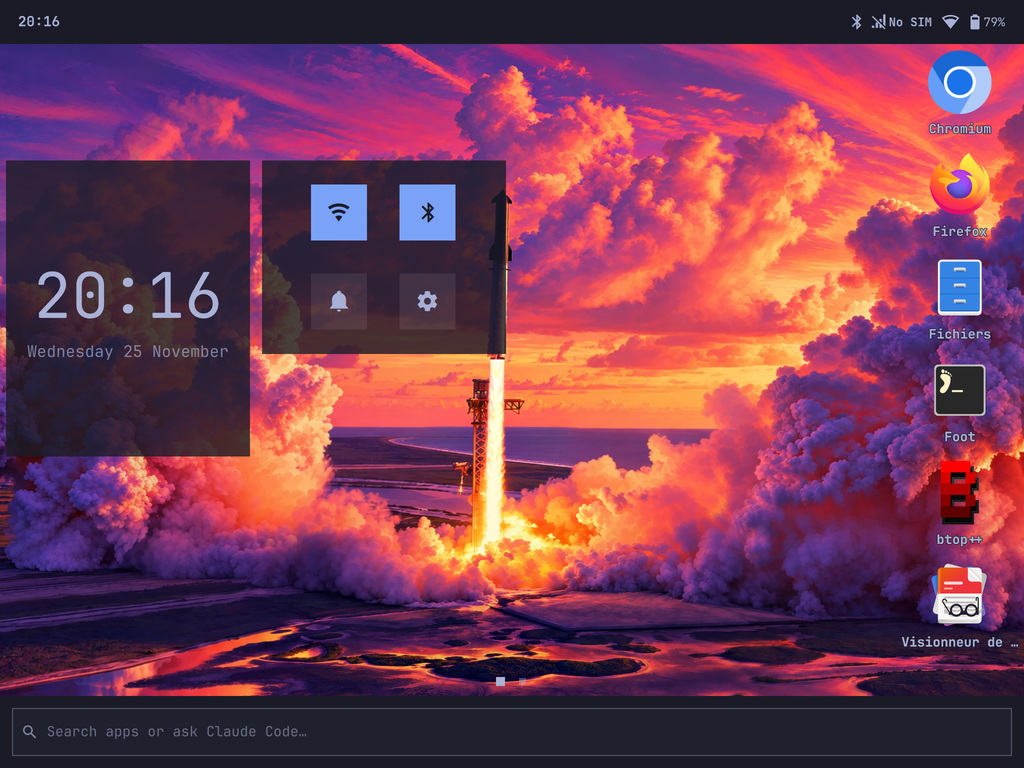 20:16
No SIM
79%
20:16
Wednesday 25 November
Chromium
Firefox
Fichiers
Foot
btop++
Visionneur de …
Search apps or ask Claude Code…